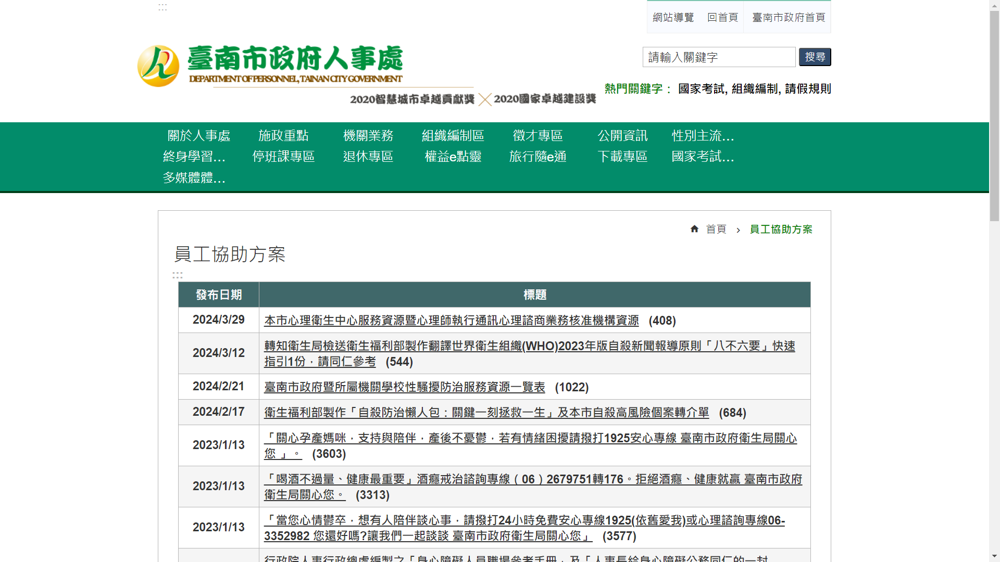 :::
網站導覽 回首頁 臺南市政府首頁
臺南市政府人事處
DEPARTMENT OF PERSONNEL, TAINAN CITY GOVERNMENT
2020智慧城市卓越貢獻獎 2020國家卓越建設獎
請輸入關鍵字 搜尋
熱門關鍵字： 國家考試, 組織編制, 請假規則
關於人事處 施政重點 機關業務 組織編制區 徵才專區 公開資訊 性別主流...
終身學習... 停班課專區 退休專區 權益e點靈 旅行隨e通 下載專區 國家考試...
多媒體體...
首頁 › 員工協助方案
員工協助方案
:::
發布日期 標題
2024/3/29 本市心理衛生中心服務資源暨心理師執行通訊心理諮商業務核准機構資源 (408)
2024/3/12 轉知衛生局檢送衛生福利部製作翻譯世界衛生組織(WHO)2023年版自殺新聞報導原則「八不六要」快速
指引1份，請同仁參考 (544)
2024/2/21 臺南市政府暨所屬機關學校性騷擾防治服務資源一覽表 (1022)
2024/2/17 衛生福利部製作「自殺防治懶人包：關鍵一刻拯救一生」及本市自殺高風險個案轉介單 (684)
2023/1/13 「關心孕產媽咪，支持與陪伴，產後不憂鬱，若有情緒困擾請撥打1925安心專線 臺南市政府衛生局關心
您 」。 (3603)
2023/1/13 「喝酒不過量、健康最重要」酒癮戒治諮詢專線（06）2679751轉176。拒絕酒癮、健康就贏 臺南市政府
衛生局關心您。 (3313)
2023/1/13 「當您心情鬱卒，想有人陪伴談心事，請撥打24小時免費安心專線1925(依舊愛我)或心理諮詢專線06-
3352982 您還好嗎?讓我們一起談談 臺南市政府衛生局關心您」 (3577)
行政院人事行政總處編製之「身心障礙人員職場參考手冊」及「人事長給身心障礙公務同仁的一封